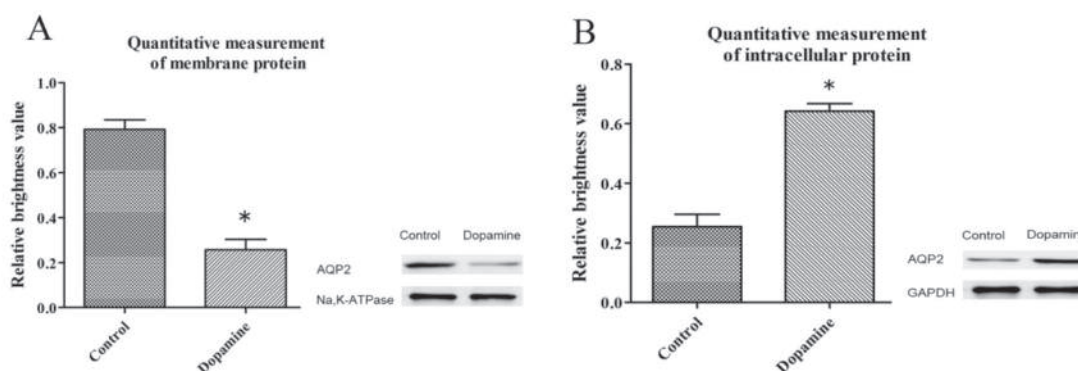 A
Quantitative measurement
of membrane protein
Relative brightness value
1.0
0.8
0.6
0.4
0.2
0.0
*
Control
Dopamine
Control Dopamine
AQP2
Na,K-ATPase
B
Quantitative measurement
of intracellular protein
Relative brightness value
0.8
0.6
0.4
0.2
0.0
*
Control
Dopamine
Control Dopamin
AQP2
GAPDH